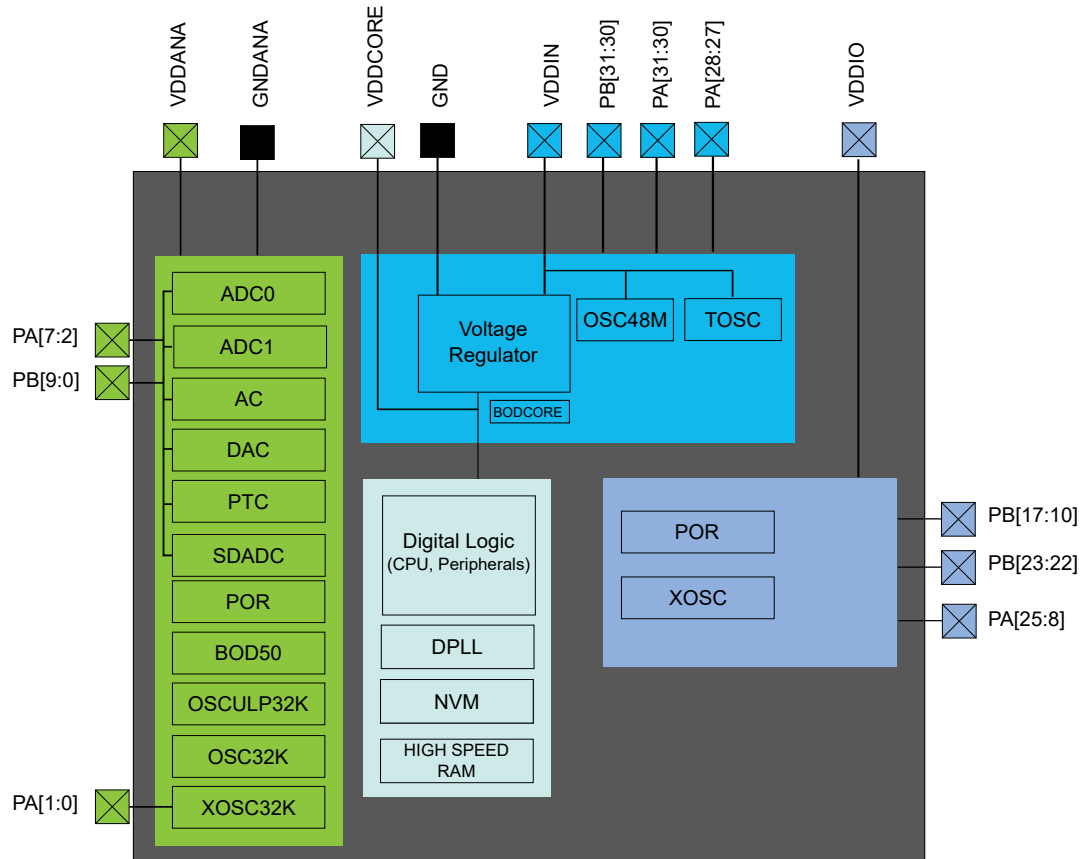 VDDANA
GNDANA
VDDCORE
GND
VDDIN
PB[31:30]
PA[31:30]
PA[28:27]
VDDIO
PA[7:2]
PB[9:0]
PA[1:0]
ADC0
ADC1
AC
DAC
PTC
SDADC
POR
BOD50
OSCULP32K
OSC32K
XOSC32K
Voltage
Regulator
OSC48M
TOSC
BODCORE
Digital Logic
(CPU, Peripherals)
DPLL
NVM
HIGH SPEED
RAM
POR
XOSC
PB[17:10]
PB[23:22]
PA[25:8]